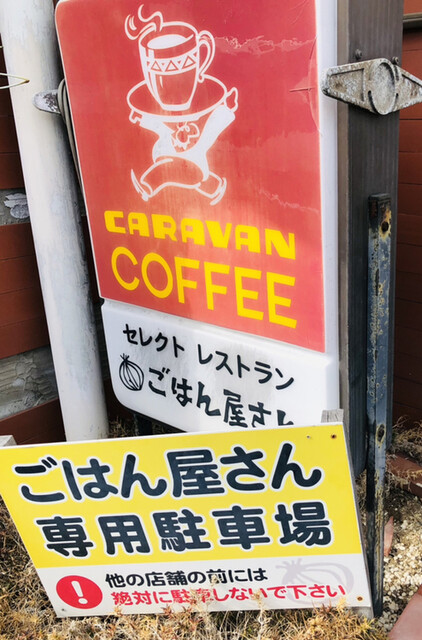 CARAVAN
COFFEE
セレクト レストラン
ごはん屋さん
ごはん屋さん
専用駐車場
! 他の店舗の前には
絶対に駐車しないで下さい